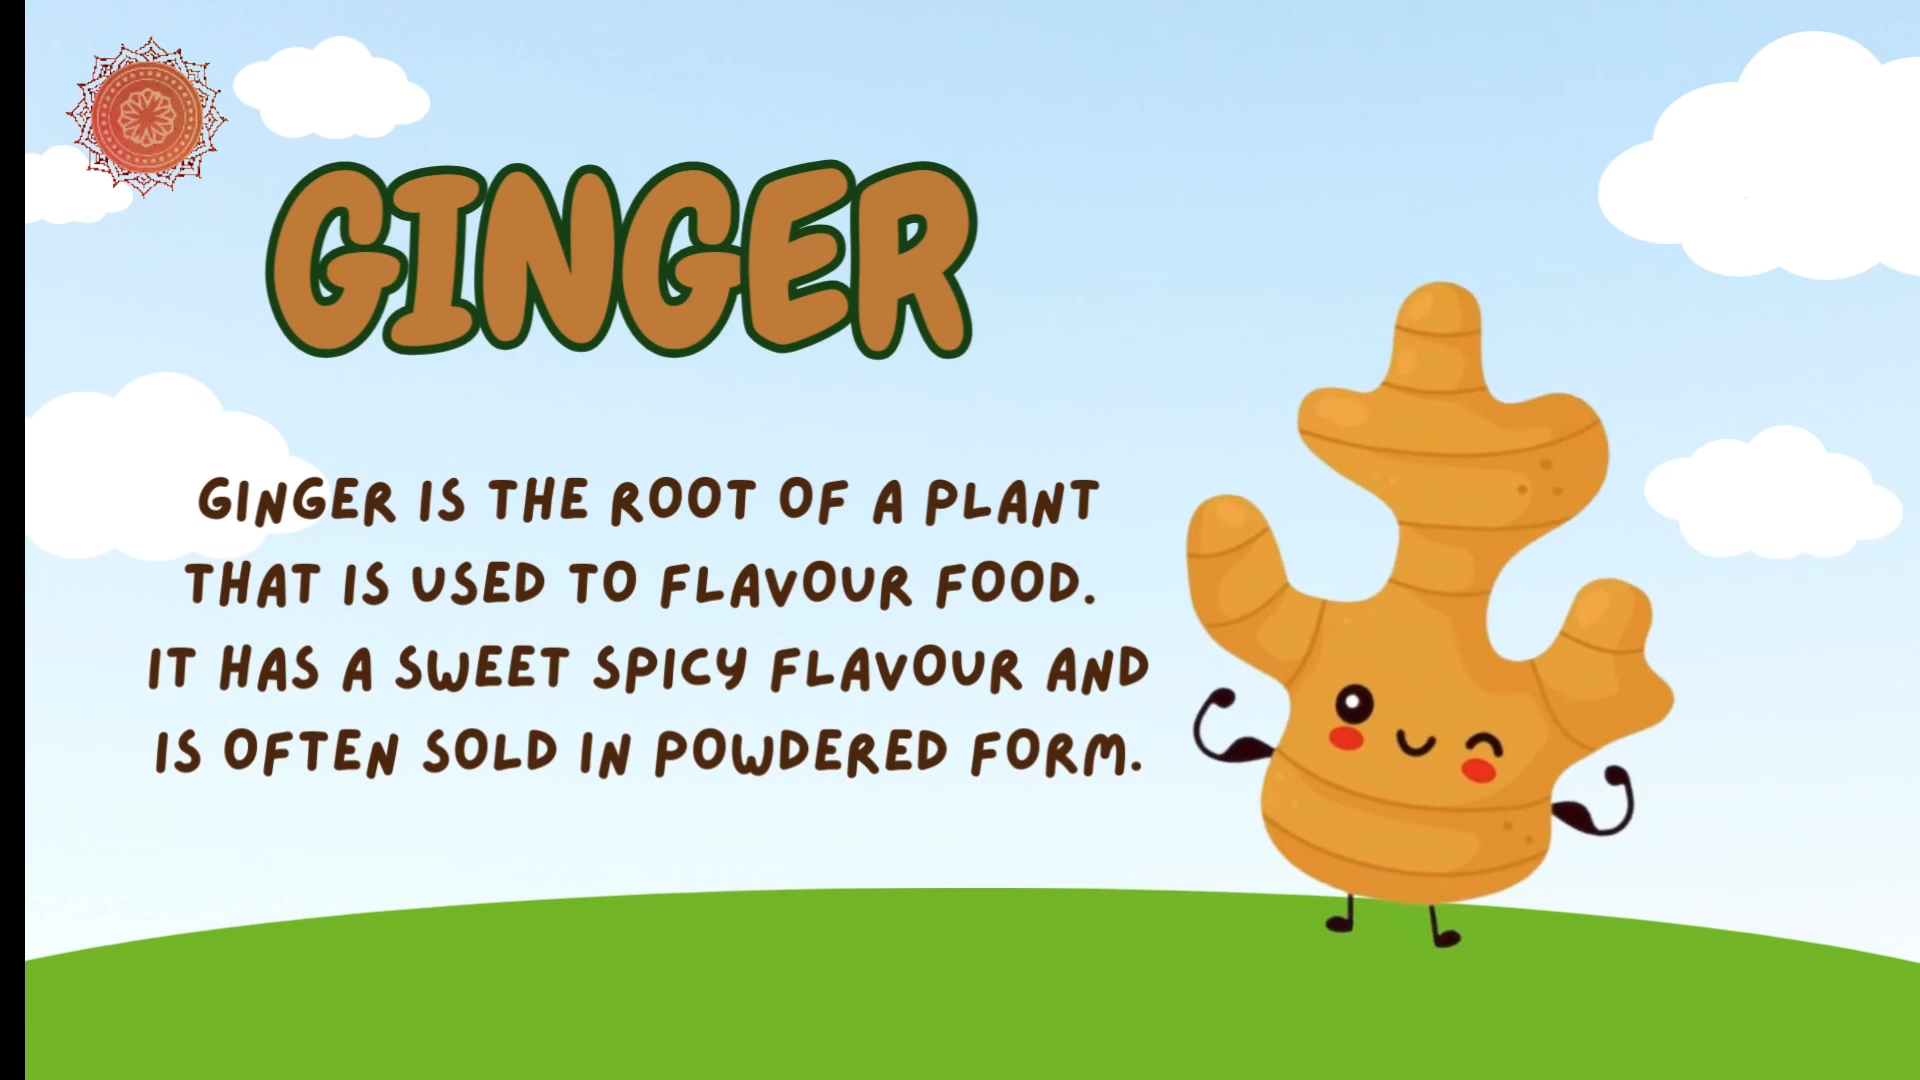 GINGER
GINGER IS THE ROOT OF A PLANT
THAT IS USED TO FLAVOUR FOOD.
IT HAS A SWEET SPICY FLAVOUR AND
IS OFTEN SOLD IN POWDERED FORM.